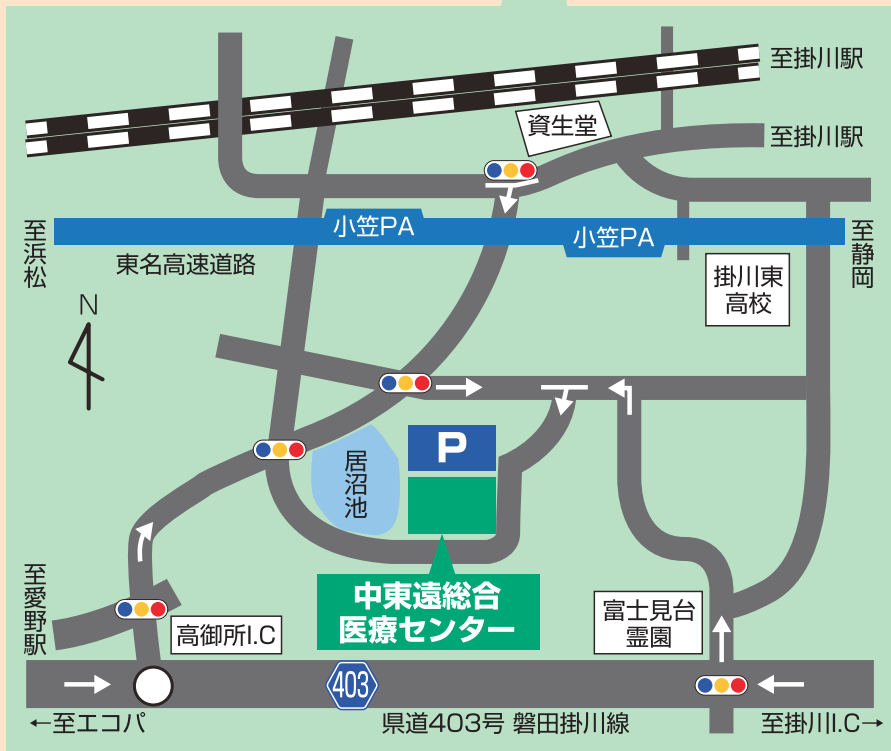 至掛川駅
資生堂
至掛川駅
至浜松
小笠PA
小笠PA
至静岡
東名高速道路
掛川東
高校
N
P
居沼池
中東遠総合
医療センター
至愛野駅
高御所I.C
富士見台
霊園
403
←至エコパ
県道403号 磐田掛川線
至掛川I.C→